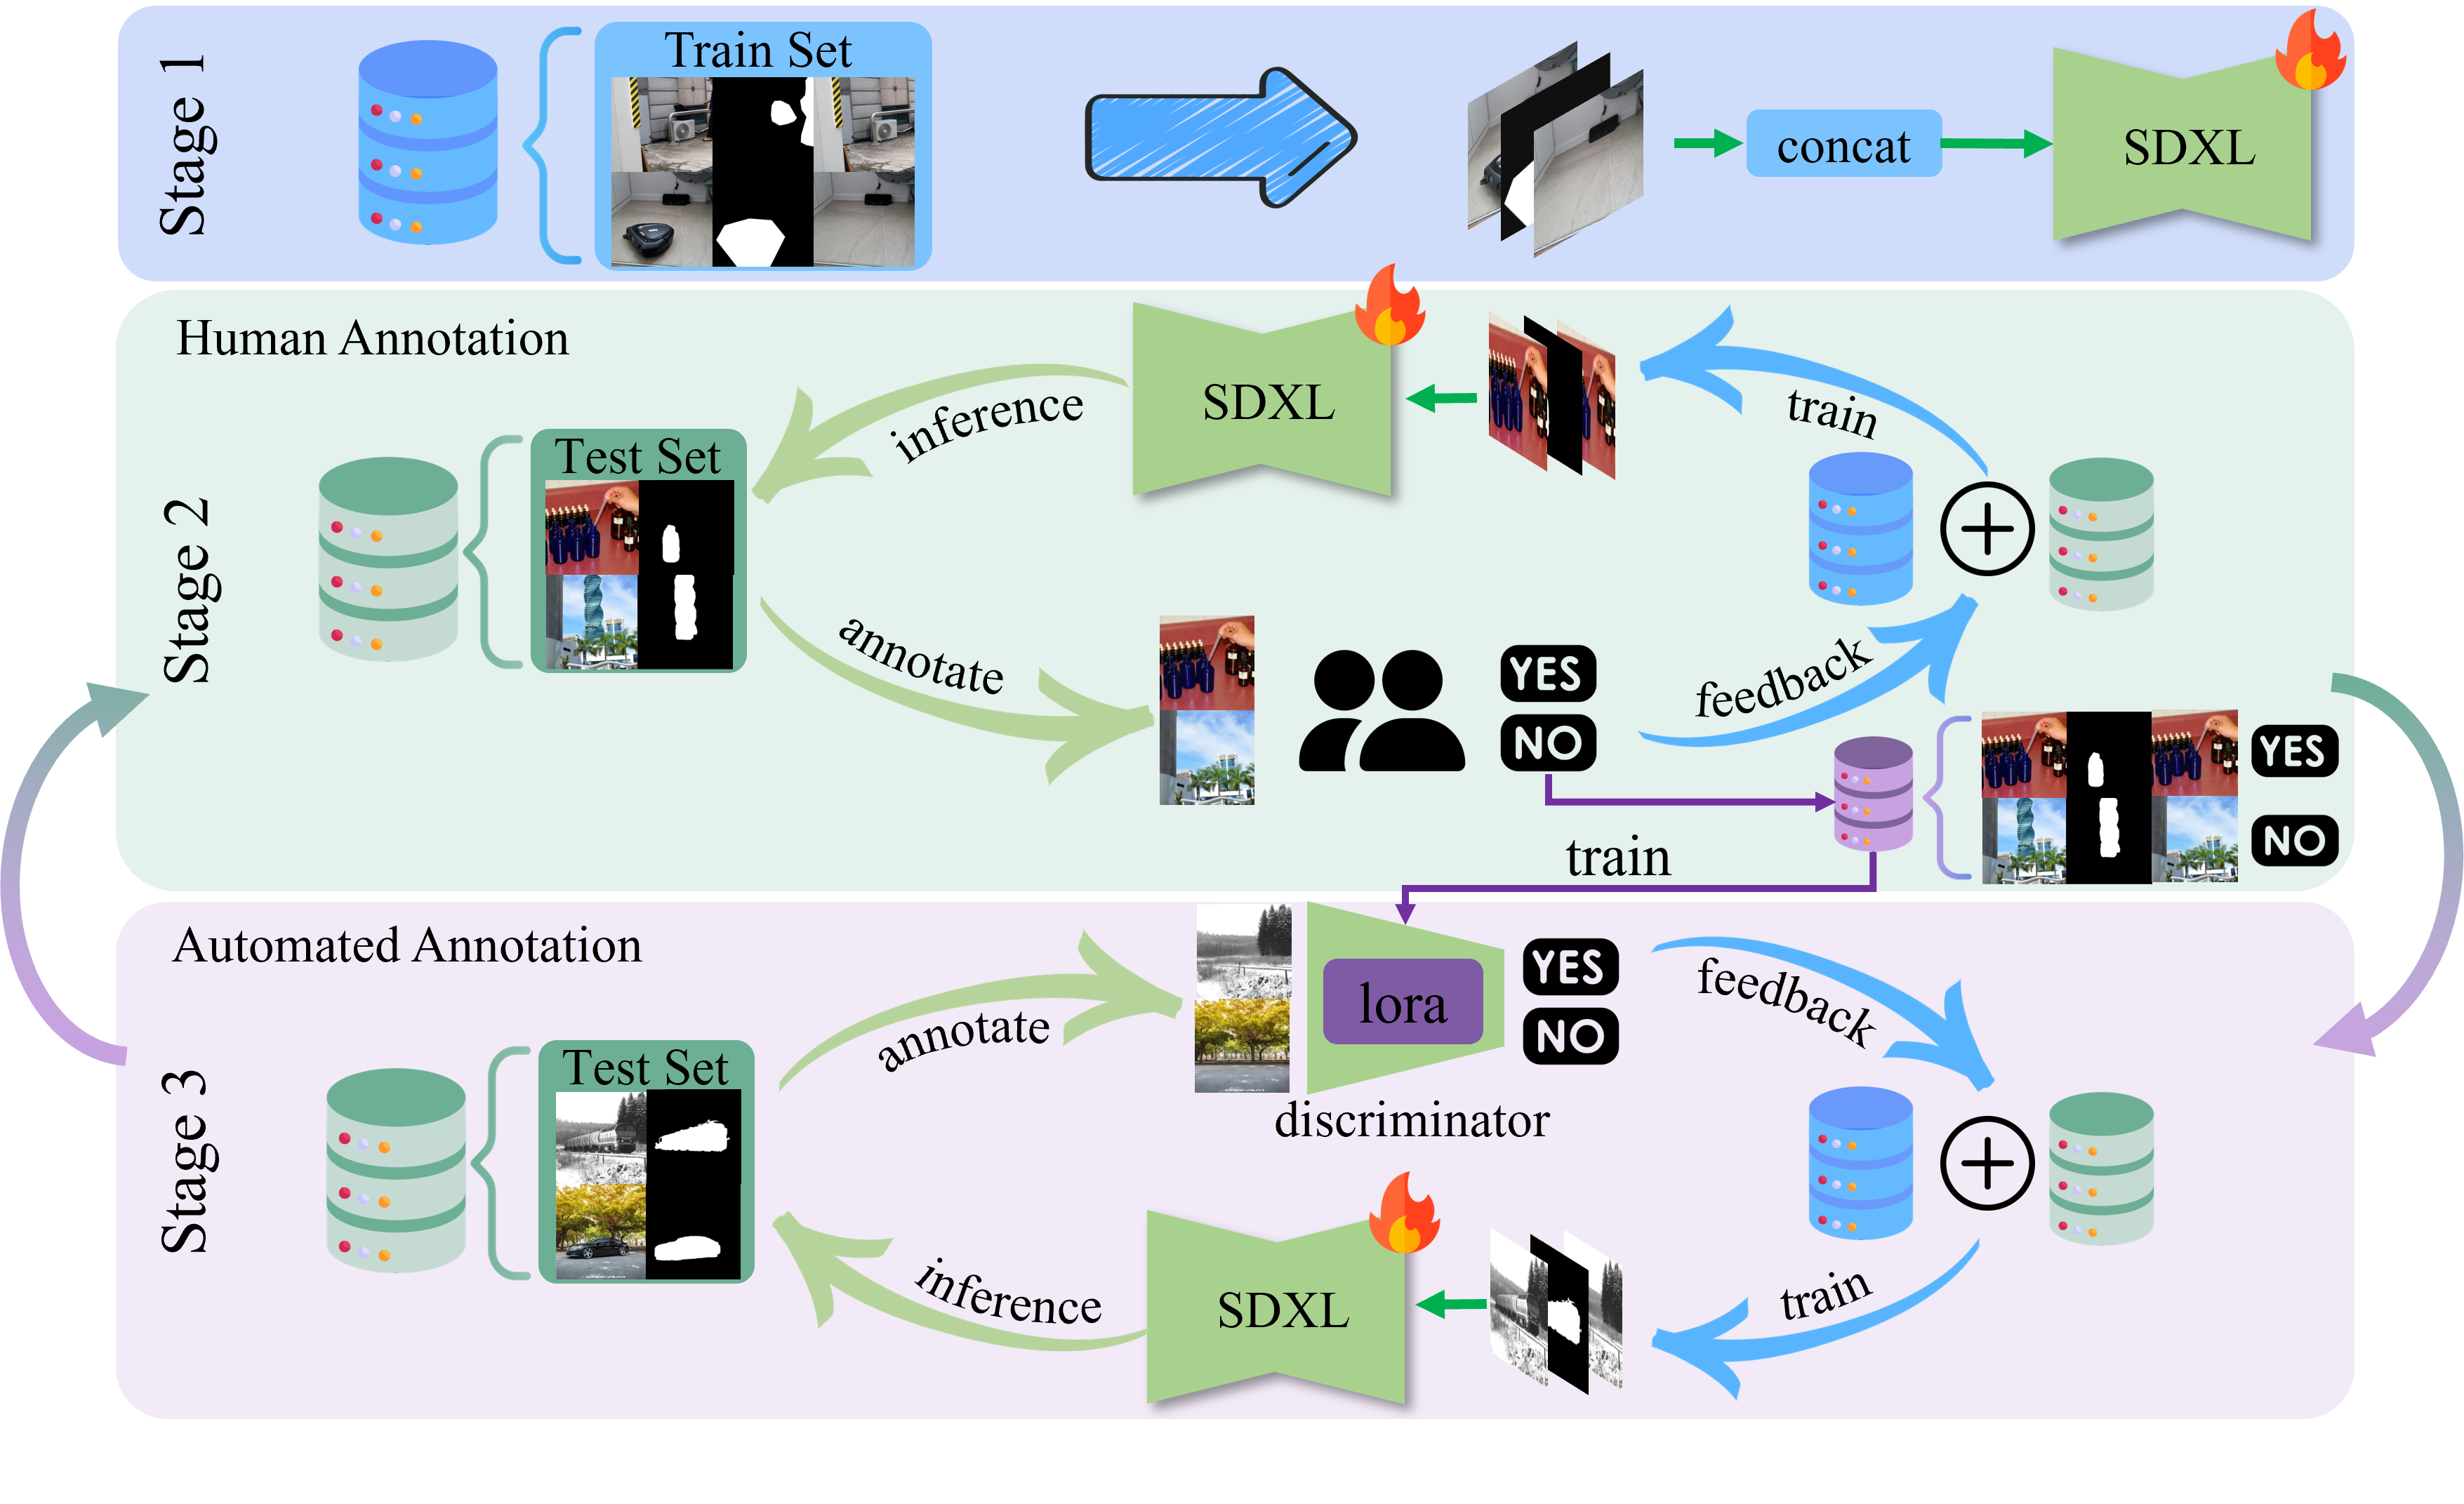 Stage 1
Train Set
concat
SDXL
Human Annotation
Stage 2
Test Set
inference
SDXL
train
annotate
YES
NO
feedback
YES
NO
train
Automated Annotation
Stage 3
Test Set
annotate
lora
discriminator
YES
NO
feedback
inference
SDXL
train